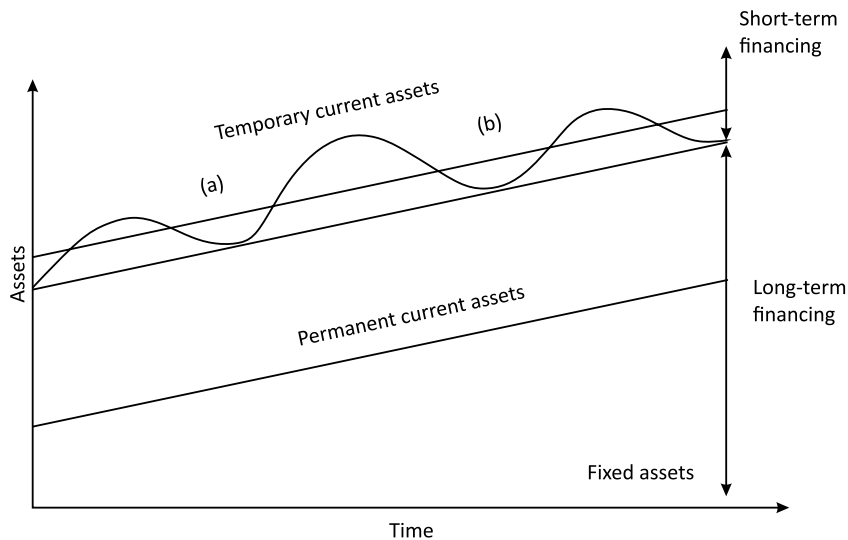 Short-term
financing
Temporary current assets
(b)
(a)
Assets
Long-term
financing
Permanent current assets
Fixed assets
Time